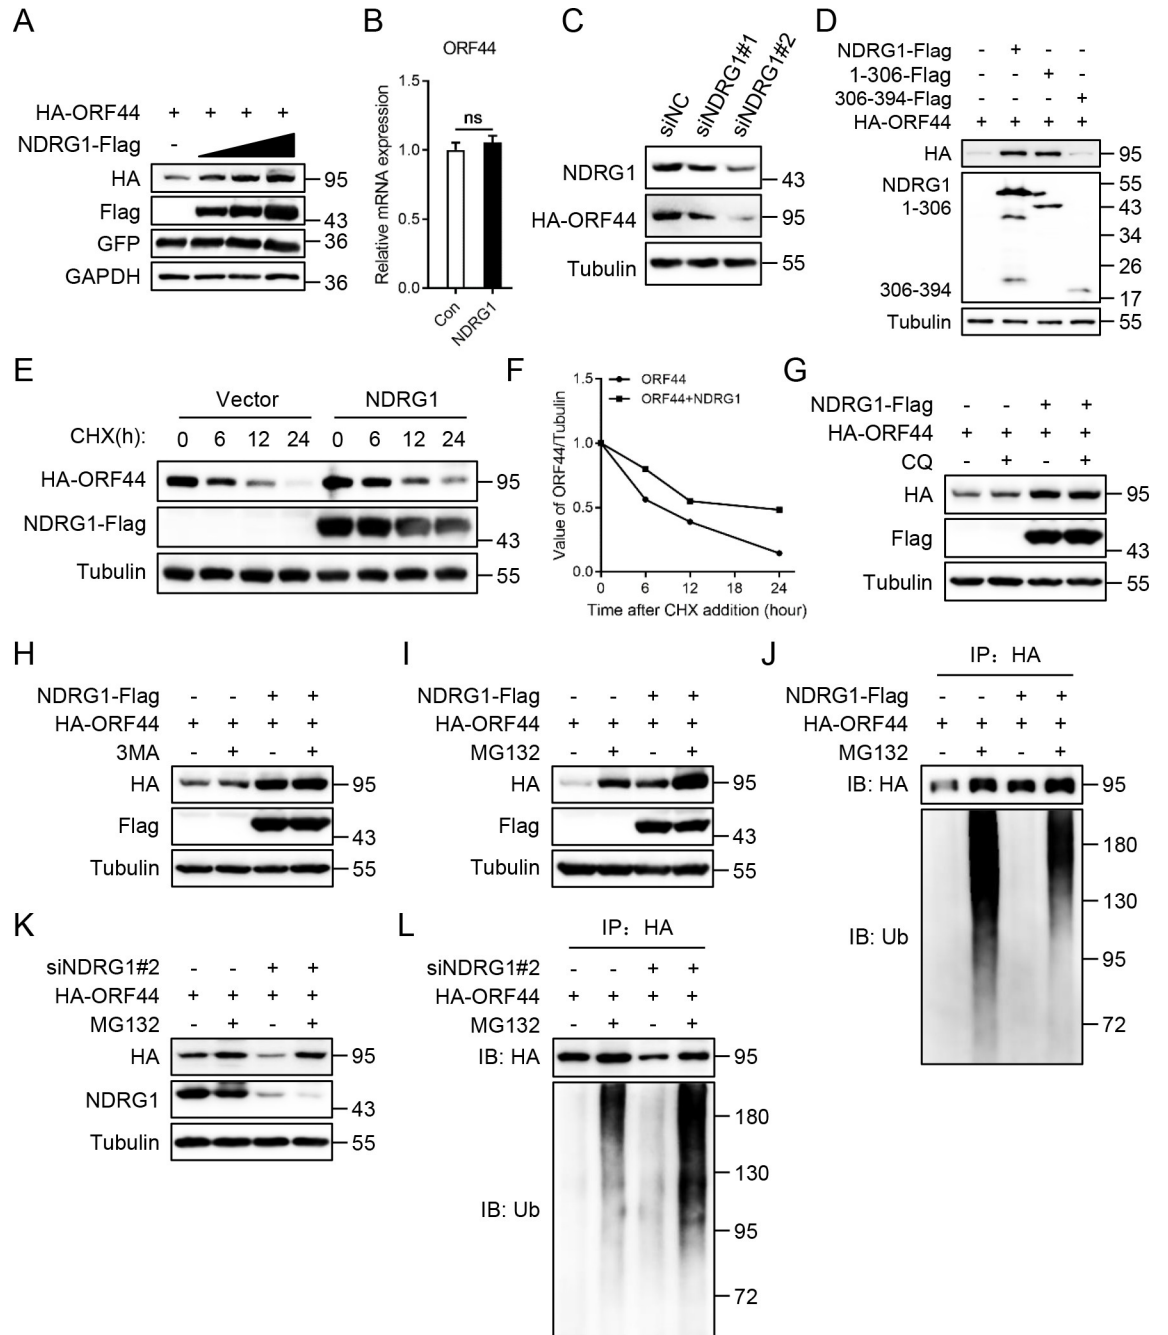 A
HA-ORF44 + + + +
NDRG1-Flag -
HA 95
Flag 43
GFP 36
GAPDH 36
B
ORF44
Relative mRNA expression
1.5
ns
1.0
0.5
0.0
Con
NDRG1
C
siNC
siNDRG1#1
siNDRG1#2
NDRG1 43
HA-ORF44 95
Tubulin 55
D
NDRG1-Flag - + - -
1-306-Flag - - + -
306-394-Flag - - - +
HA-ORF44 + + + +
HA 95
NDRG1 55
1-306 43
34
26
306-394 17
Tubulin 55
E
Vector NDRG1
CHX(h): 0 6 12 24 0 6 12 24
HA-ORF44 95
NDRG1-Flag 43
Tubulin 55
F
Value of ORF44/Tubulin
1.5
ORF44
ORF44+NDRG1
1.0
0.5
0.0
0 6 12 18 24
Time after CHX addition (hour)
G
NDRG1-Flag - - + +
HA-ORF44 + + + +
CQ - + - +
HA 95
Flag 43
Tubulin 55
H
NDRG1-Flag - - + +
HA-ORF44 + + + +
3MA - + - +
HA 95
Flag 43
Tubulin 55
I
NDRG1-Flag - - + +
HA-ORF44 + + + +
MG132 - + - +
HA 95
Flag 43
Tubulin 55
J
IP: HA
NDRG1-Flag - - + +
HA-ORF44 + + + +
MG132 - + - +
IB: HA 95
180
130
IB: Ub
95
72
K
siNDRG1#2 - - + +
HA-ORF44 + + + +
MG132 - + - +
HA 95
NDRG1 43
Tubulin 55
L
IP: HA
siNDRG1#2 - - + +
HA-ORF44 + + + +
MG132 - + - +
IB: HA 95
180
130
IB: Ub
95
72